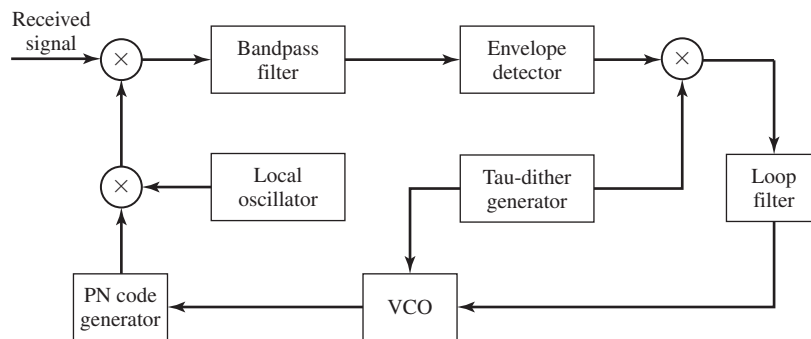 Received
signal
×
Bandpass
filter
Envelope
detector
×
×
Local
oscillator
Tau-dither
generator
Loop
filter
PN code
generator
VCO